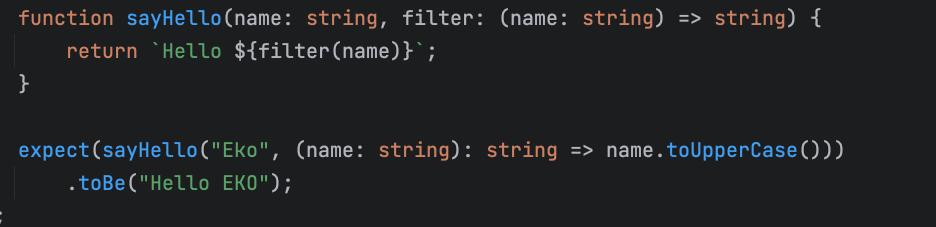 function sayHello(name: string, filter: (name: string) => string) {
    return `Hello ${filter(name)}`;
}

expect(sayHello("Eko", (name: string): string => name.toUpperCase()))
    .toBe("Hello EKO");
;